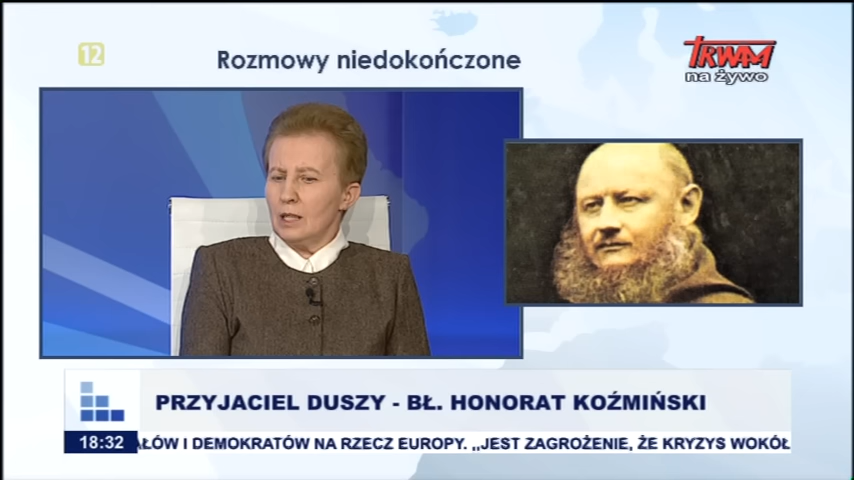 12
Rozmowy niedokończone
TRWAM
na żywo
PRZYJACIEL DUSZY - BŁ. HONORAT KOŹMIŃSKI
18:32 AŁÓW I DEMOKRATÓW NA RZECZ EUROPY. ,,JEST ZAGROŻENIE, ŻE KRYZYS WOKÓŁ